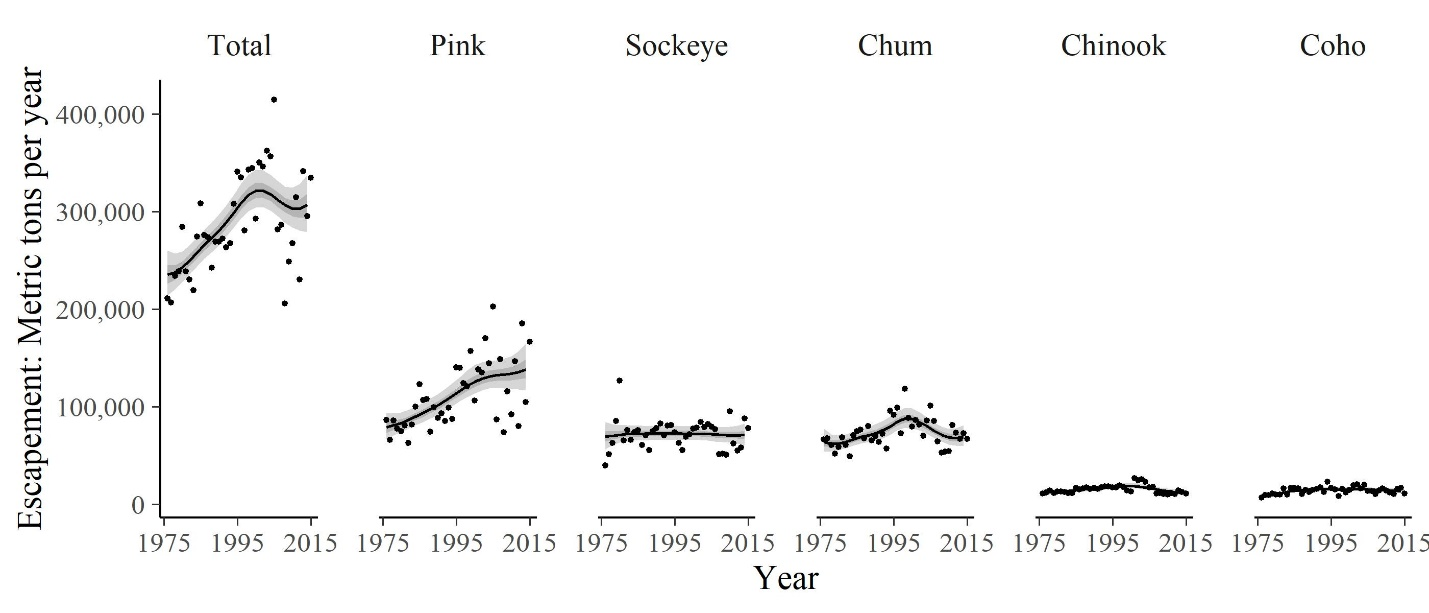 Total Pink Sockeye Chum Chinook Coho
Escapement: Metric tons per year
400,000
300,000
200,000
100,000
0
1975 1995 2015 1975 1995 2015 1975 1995 2015 1975 1995 2015 1975 1995 2015 1975 1995 2015
Year